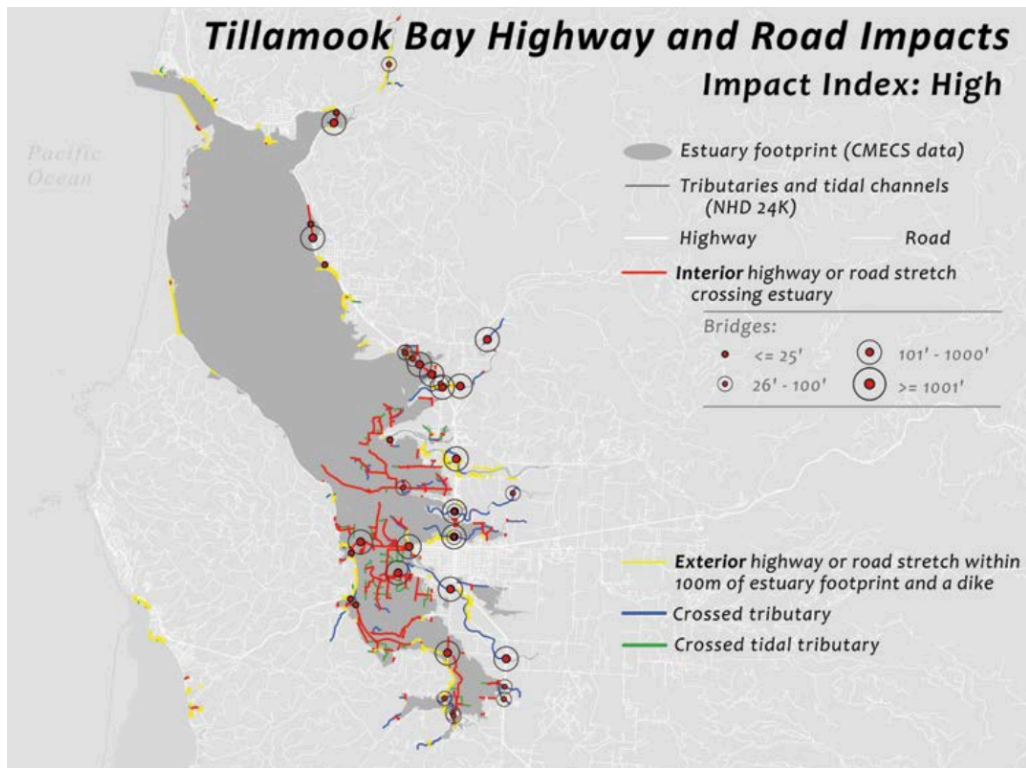 Tillamook Bay Highway and Road Impacts
Impact Index: High
Pacific
Ocean
Estuary footprint (CMECS data)
Tributaries and tidal channels
(NHD 24K)
Highway
Road
Interior highway or road stretch
crossing estuary
Bridges:
<= 25'
101' - 1000'
26' - 100'
>= 1001'
Exterior highway or road stretch within
100m of estuary footprint and a dike
Crossed tributary
Crossed tidal tributary